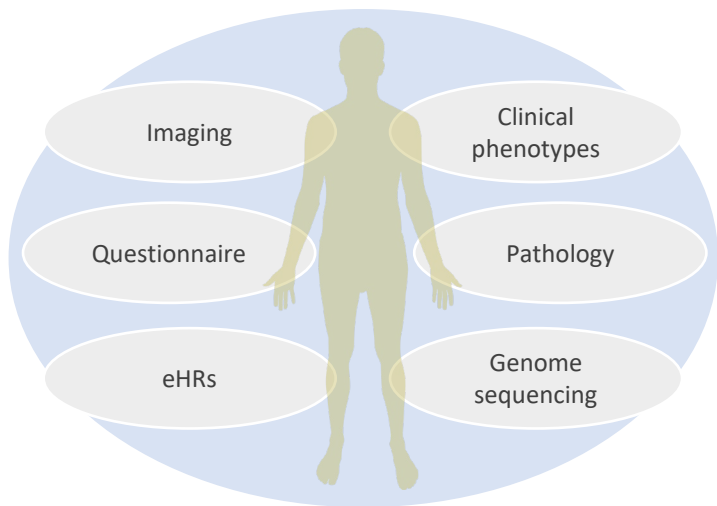 Imaging
Clinical
phenotypes
Questionnaire
Pathology
eHRs
Genome
sequencing